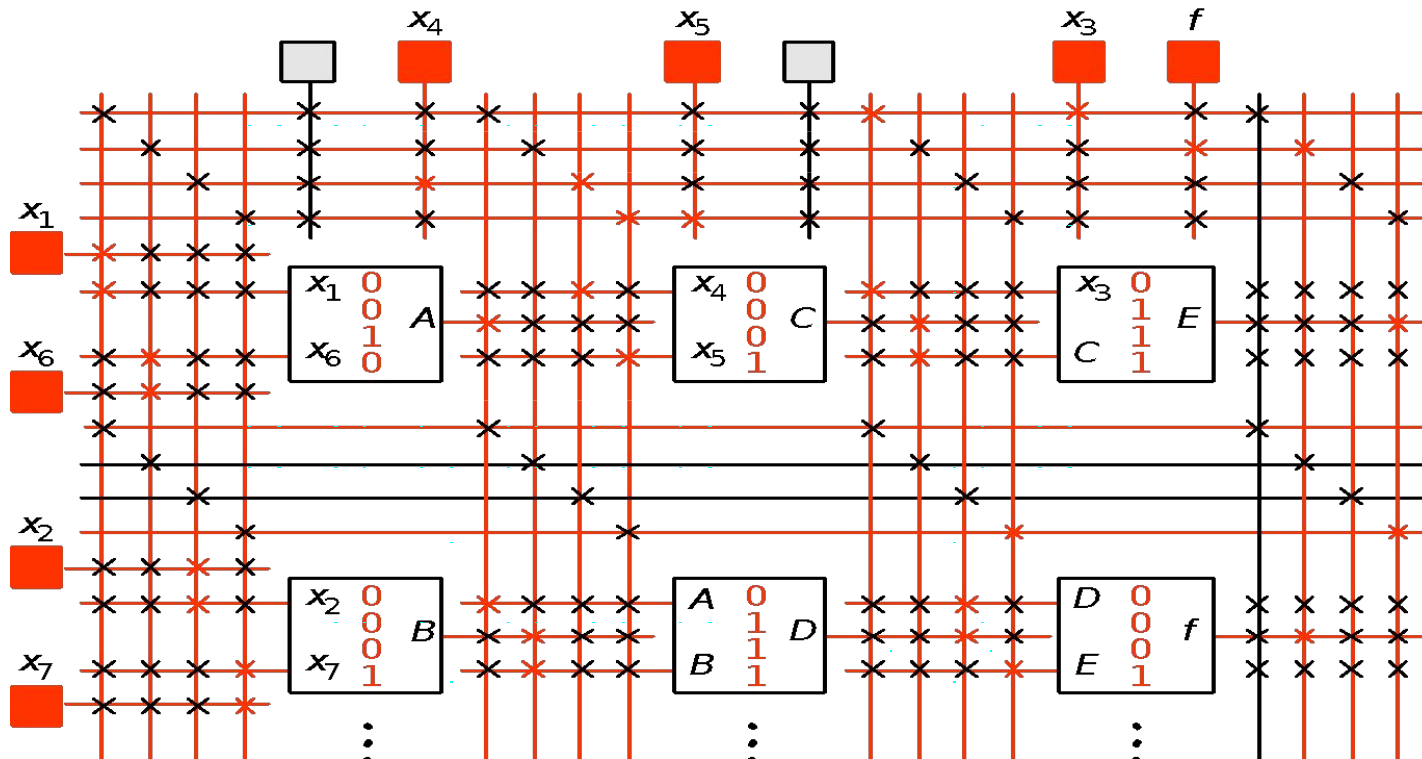 x4 x5 x3 f
x1
x1 0 x4 0 x3 0
0 0 1
A C E
1 0 1
x6 x6 0 x5 1 C 1
x2
x2 0 A 0 D 0
0 1 0
B D f
0 1 0
x7 x7 1 B 1 E 1
⋮ ⋮ ⋮